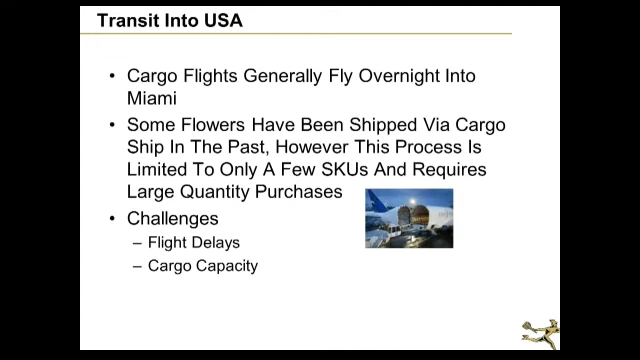 Transit Into USA
• Cargo Flights Generally Fly Overnight Into
Miami
• Some Flowers Have Been Shipped Via Cargo
Ship In The Past, However This Process Is
Limited To Only A Few SKUs And Requires
Large Quantity Purchases
• Challenges
– Flight Delays
– Cargo Capacity